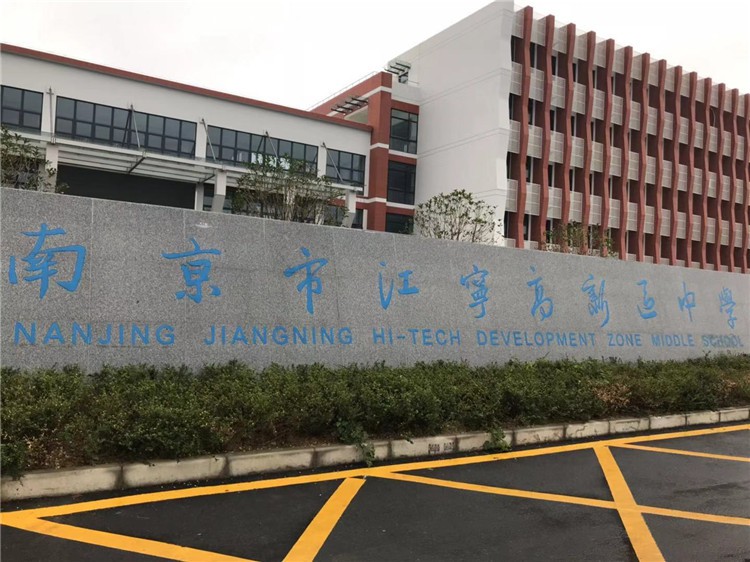 南京市江宁高新区中学
NANJING JIANGNING HI-TECH DEVELOPMENT ZONE MIDDLE SCHOOL